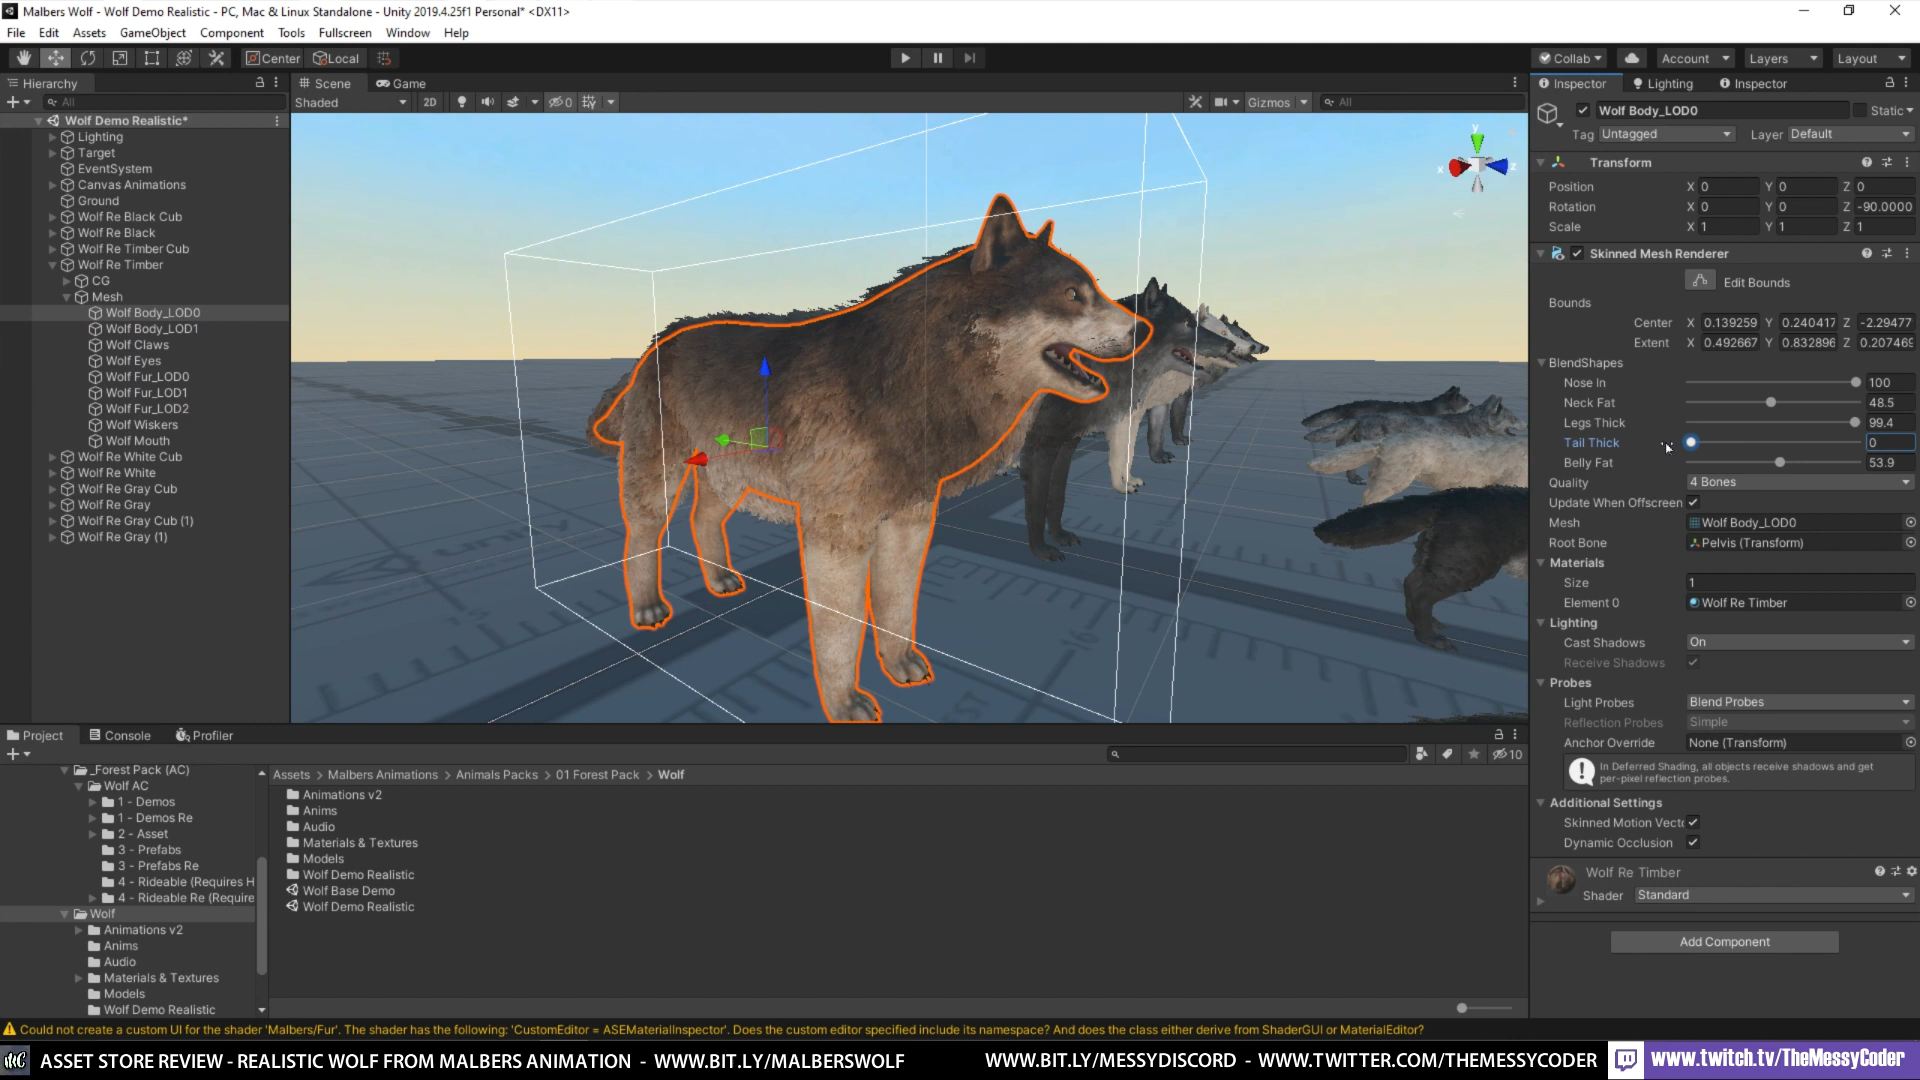 Malbers Wolf - Wolf Demo Realistic - PC, Mac & Linux Standalone - Unity 2019.4.25f1 Personal* <DX11>
File Edit Assets GameObject Component Tools Fullscreen Window Help
Center Local Collab Account Layers Layout
Hierarchy
All
Wolf Demo Realistic*
Lighting
Target
EventSystem
Canvas Animations
Ground
Wolf Re Black Cub
Wolf Re Black
Wolf Re Timber Cub
Wolf Re Timber
CG
Mesh
Wolf Body_LOD0
Wolf Body_LOD1
Wolf Claws
Wolf Eyes
Wolf Fur_LOD0
Wolf Fur_LOD1
Wolf Fur_LOD2
Wolf Wiskers
Wolf Mouth
Wolf Re White Cub
Wolf Re White
Wolf Re Gray Cub
Wolf Re Gray
Wolf Re Gray Cub (1)
Wolf Re Gray (1)
Scene Game
Shaded 2D 0 Gizmos All
y x z
Inspector Lighting Inspector
Wolf Body_LOD0 Static
Tag Untagged Layer Default
Transform
Position X 0 Y 0 Z 0
Rotation X 0 Y 0 Z -90.0000
Scale X 1 Y 1 Z 1
Skinned Mesh Renderer
Edit Bounds
Bounds
Center X 0.139259 Y 0.240417 Z -2.29477
Extent X 0.492667 Y 0.832896 Z 0.207469
BlendShapes
Nose In 100
Neck Fat 48.5
Legs Thick 99.4
Tail Thick 0
Belly Fat 53.9
Quality 4 Bones
Update When Offscreen
Mesh Wolf Body_LOD0
Root Bone Pelvis (Transform)
Materials
Size 1
Element 0 Wolf Re Timber
Lighting
Cast Shadows On
Receive Shadows
Probes
Light Probes Blend Probes
Reflection Probes Simple
Anchor Override None (Transform)
In Deferred Shading, all objects receive shadows and get
per-pixel reflection probes.
Additional Settings
Skinned Motion Vect
Dynamic Occlusion
Wolf Re Timber
Shader Standard
Add Component
Project Console Profiler
10
_Forest Pack (AC)
Wolf AC
1 - Demos
1 - Demos Re
2 - Asset
3 - Prefabs
3 - Prefabs Re
4 - Rideable (Requires H
4 - Rideable Re (Require
Wolf
Animations v2
Anims
Audio
Materials & Textures
Models
Wolf Demo Realistic
Assets > Malbers Animations > Animals Packs > 01 Forest Pack > Wolf
Animations v2
Anims
Audio
Materials & Textures
Models
Wolf Demo Realistic
Wolf Base Demo
Wolf Demo Realistic
Could not create a custom UI for the shader 'Malbers/Fur'. The shader has the following: 'CustomEditor = ASEMaterialInspector'. Does the custom editor specified include its namespace? And does the class either derive from ShaderGUI or MaterialEditor?
ASSET STORE REVIEW - REALISTIC WOLF FROM MALBERS ANIMATION - WWW.BIT.LY/MALBERSWOLF WWW.BIT.LY/MESSYDISCORD - WWW.TWITTER.COM/THEMESSYCODER www.twitch.tv/TheMessyCoder